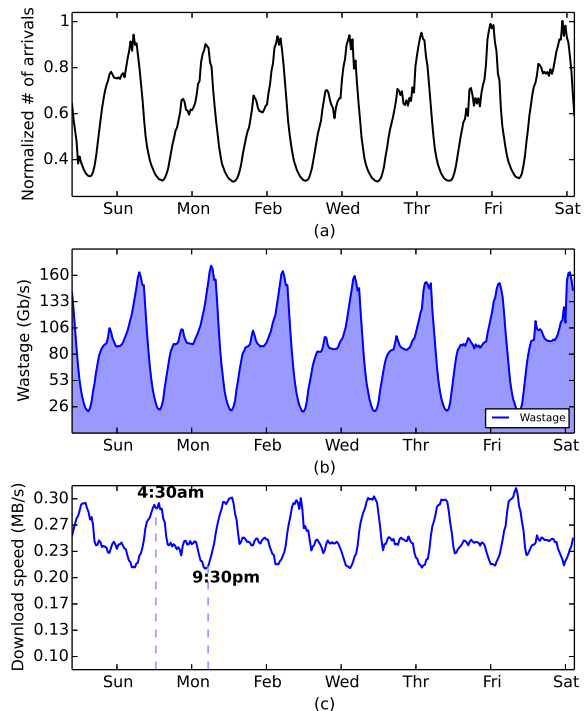 Normalized # of arrivals
1
0.8
0.6
0.4
Sun Mon Feb Wed Thr Fri Sat
(a)
Wastage (Gb/s)
160
133
106
80
53
26
Wastage
Sun Mon Feb Wed Thr Fri Sat
(b)
Download speed (MB/s)
0.30
0.27
0.23
0.20
0.17
0.13
0.10
4:30am
9:30pm
Sun Mon Feb Wed Thr Fri Sat
(c)